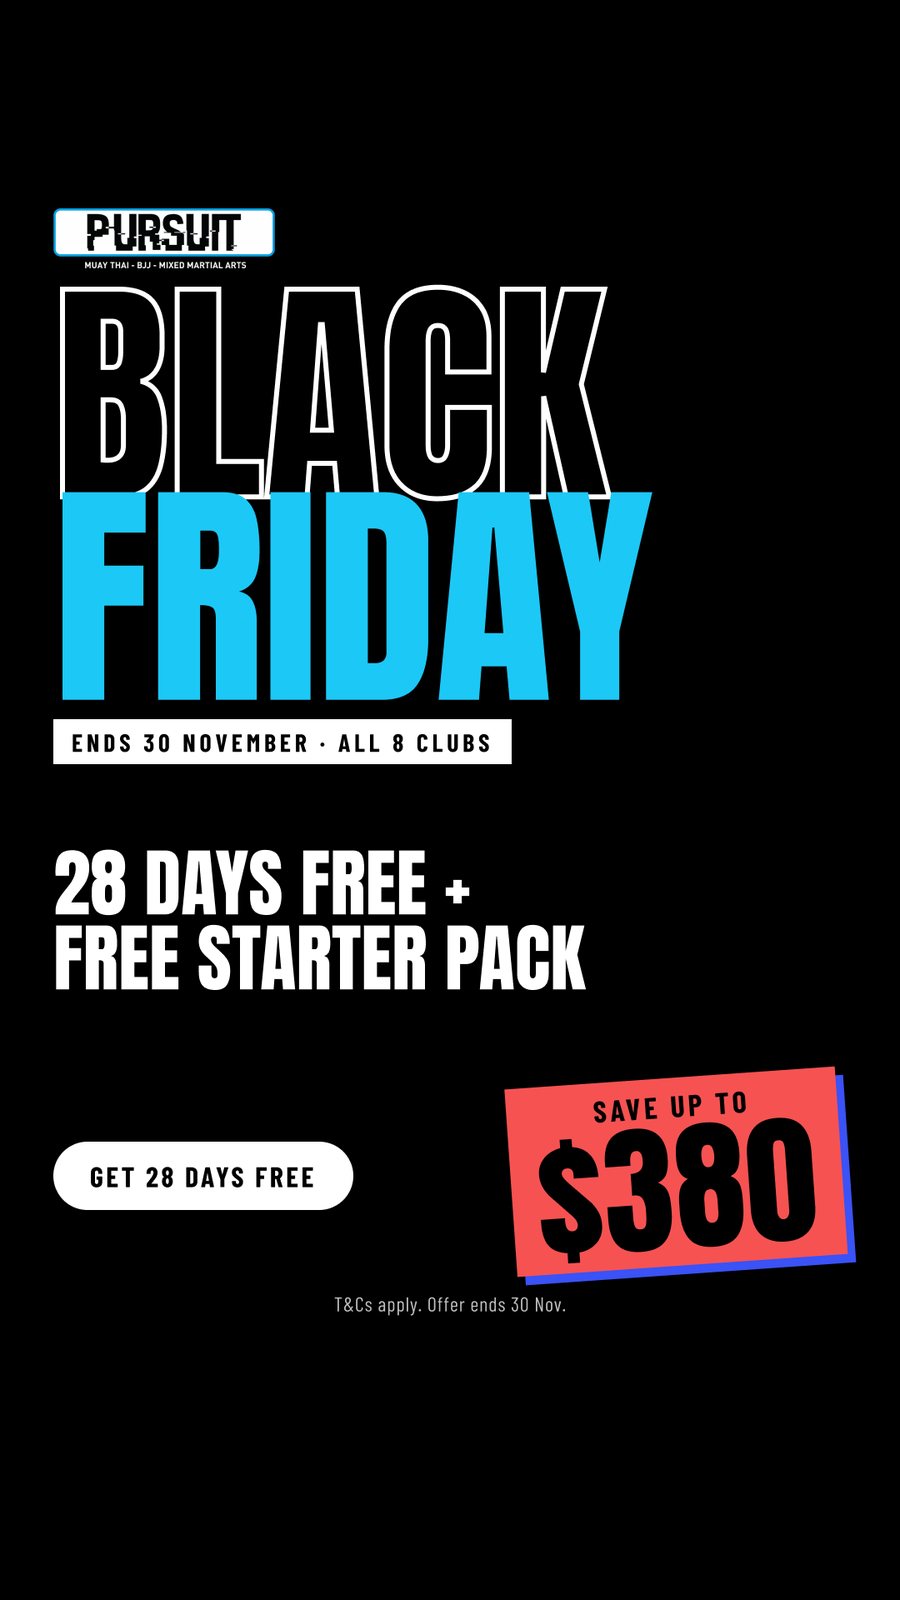 PURSUIT
MUAY THAI - BJJ - MIXED MARTIAL ARTS
BLACK
FRIDAY
ENDS 30 NOVEMBER · ALL 8 CLUBS
28 DAYS FREE +
FREE STARTER PACK
SAVE UP TO
$380
GET 28 DAYS FREE
T&Cs apply. Offer ends 30 Nov.